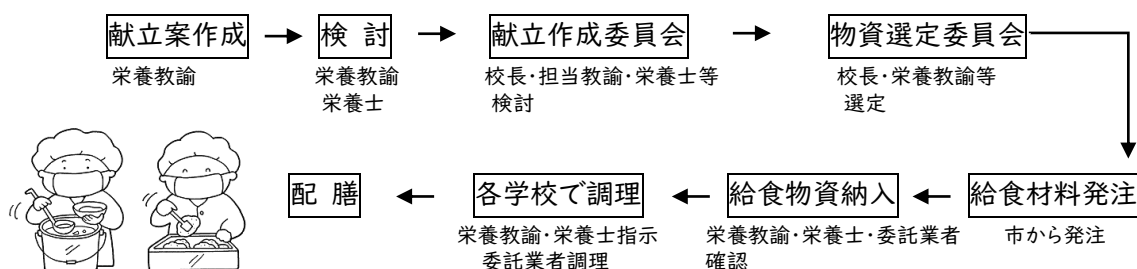 献立案作成 → 検 討 → 献立作成委員会 → 物資選定委員会
栄養教諭 栄養教諭 校長・担当教諭・栄養士等 校長・栄養教諭等
栄養士 検討 選定
配 膳 ← 各学校で調理 ← 給食物資納入 ← 給食材料発注
栄養教諭・栄養士指示 栄養教諭・栄養士・委託業者 市から発注
委託業者調理 確認